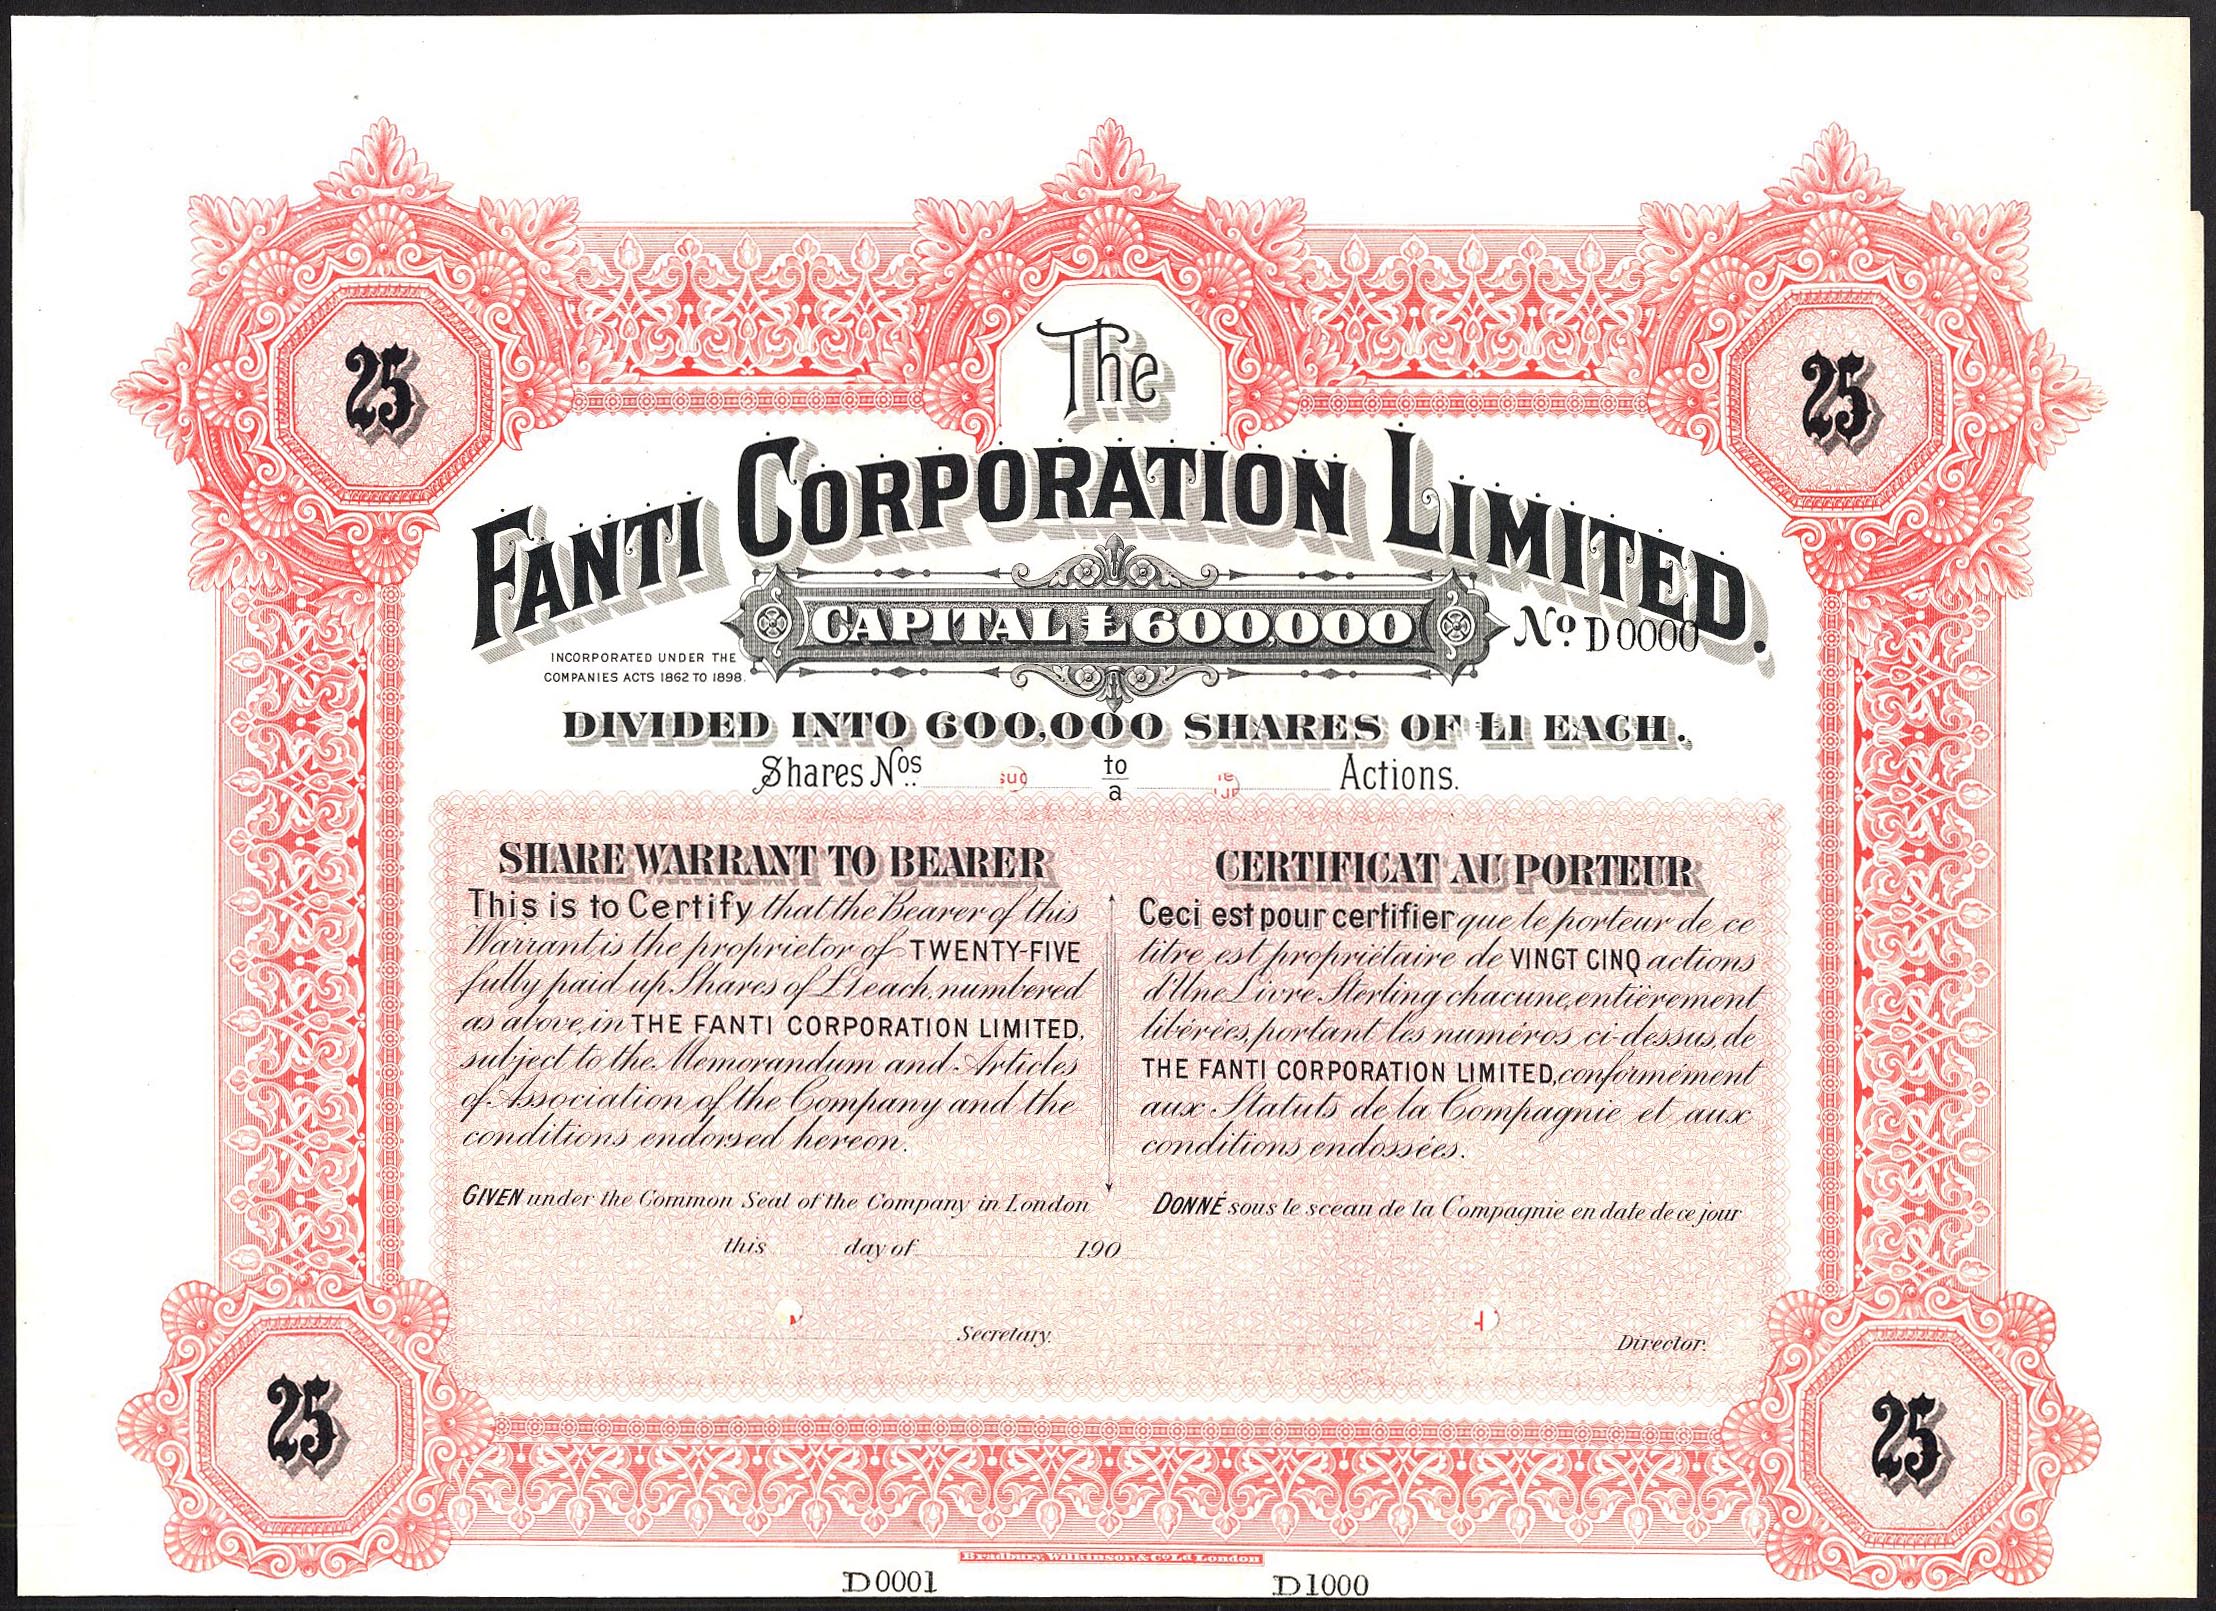 25
25
The
FANTI CORPORATION LIMITED.
CAPITAL £600,000
No. D0000
INCORPORATED UNDER THE
COMPANIES ACTS 1862 TO 1898.
DIVIDED INTO 600,000 SHARES OF £1 EACH.
Shares Nos. to Actions.
a
SHARE WARRANT TO BEARER
This is to Certify that the Bearer of this
Warrant, is the proprietor of TWENTY-FIVE
fully paid up Shares of £1 each, numbered
as above, in THE FANTI CORPORATION LIMITED,
subject to the Memorandum and Articles
of Association of the Company and the
conditions endorsed hereon.
GIVEN under the Common Seal of the Company in London
this day of 190
Secretary.
CERTIFICAT AU PORTEUR
Ceci est pour certifier que le porteur de ce
titre est propriétaire de VINGT CINQ actions
d'Une Livre Sterling chacune, entièrement
libérées, portant les numéros ci-dessus, de
THE FANTI CORPORATION LIMITED, conformément
aux Statuts de la Compagnie et aux
conditions endossées.
DONNÉ sous le sceau de la Compagnie en date de ce jour
Director.
25
25
Bradbury, Wilkinson & Co. Ld. London
D0001 D1000